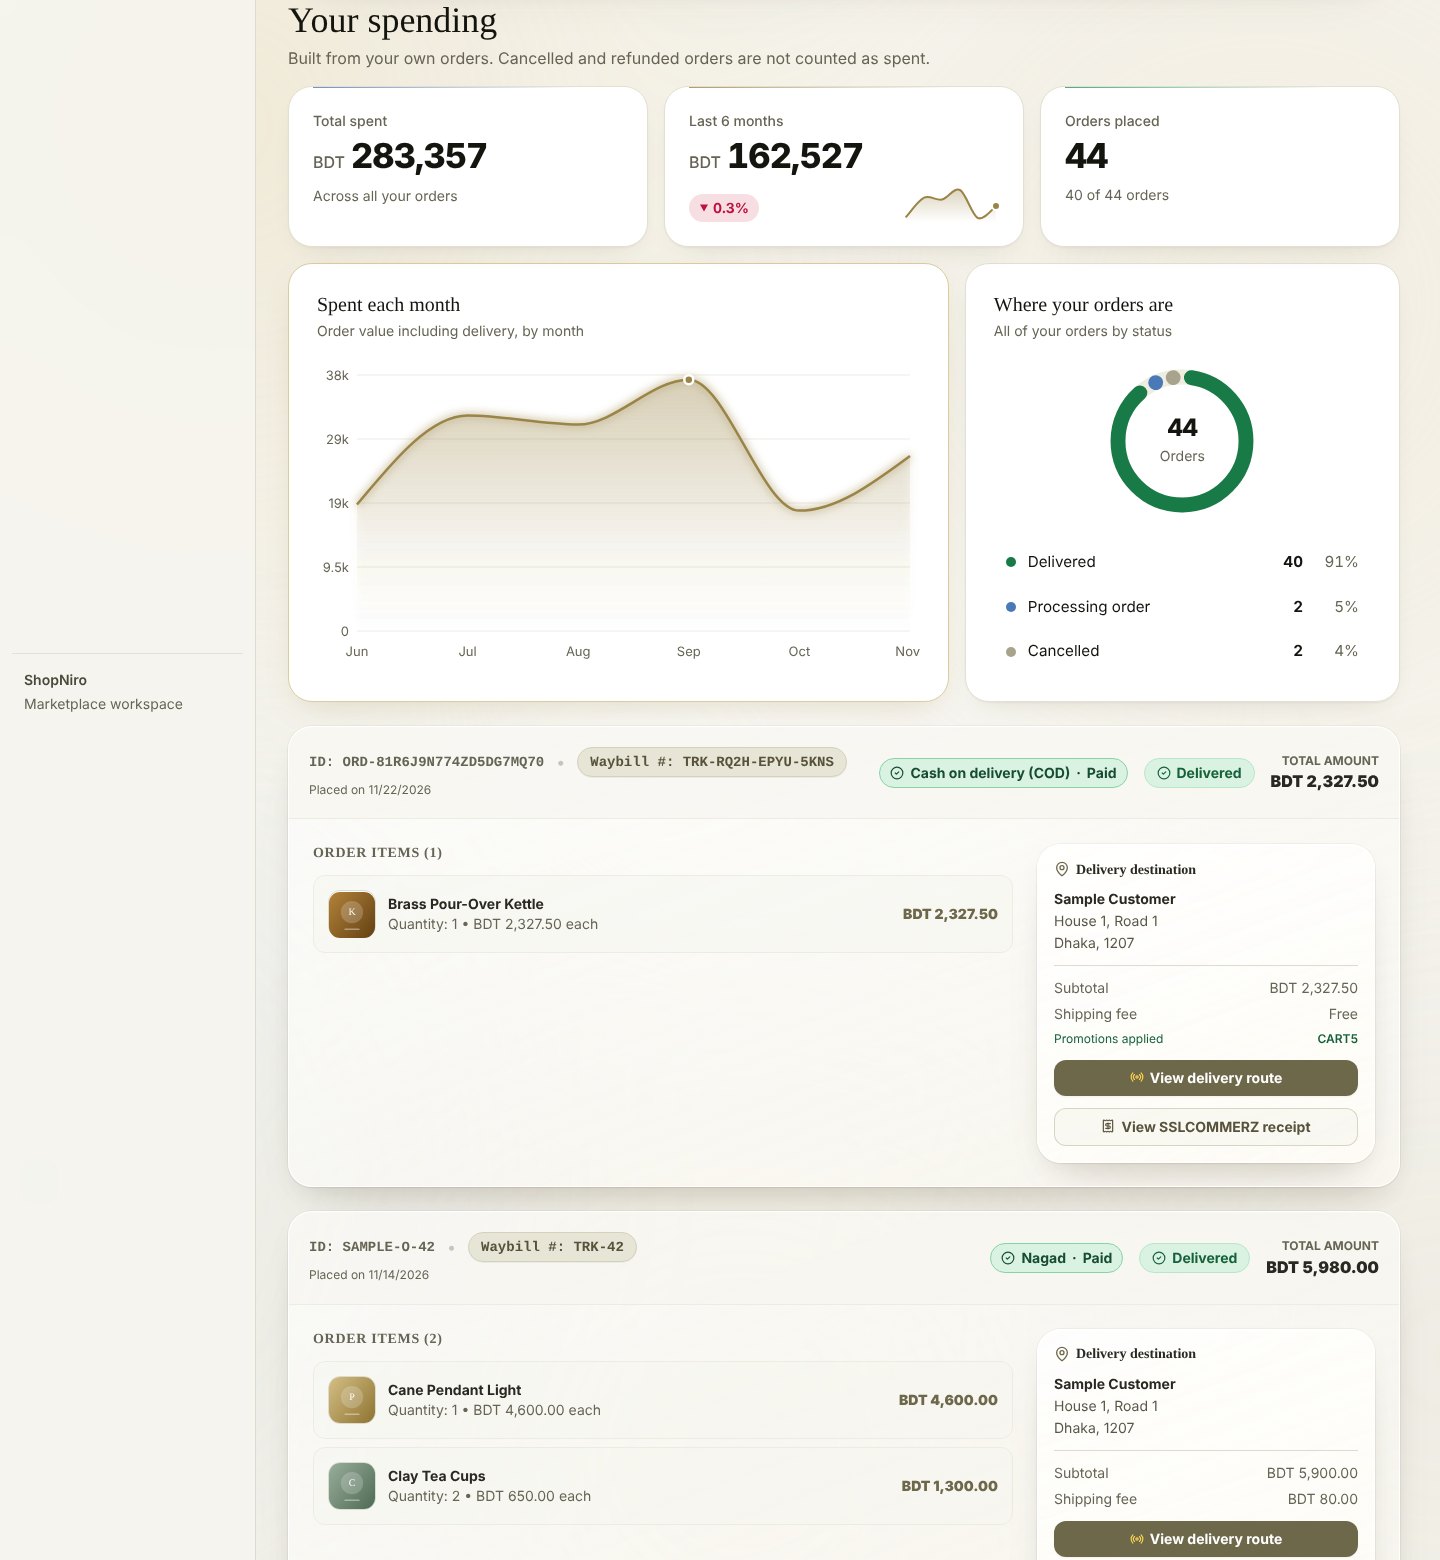 Your spending
Built from your own orders. Cancelled and refunded orders are not counted as spent.
Total spent
BDT 283,357
Across all your orders
Last 6 months
BDT 162,527
▼ 0.3%
Orders placed
44
40 of 44 orders
Spent each month
Order value including delivery, by month
38k
29k
19k
9.5k
0
Jun Jul Aug Sep Oct Nov
Where your orders are
All of your orders by status
44
Orders
Delivered 40 91%
Processing order 2 5%
Cancelled 2 4%
ShopNiro
Marketplace workspace
ID: ORD-81R6J9N774ZD5DG7MQ70 • Waybill #: TRK-RQ2H-EPYU-5KNS
Placed on 11/22/2026
Cash on delivery (COD) · Paid
Delivered
TOTAL AMOUNT
BDT 2,327.50
ORDER ITEMS (1)
K
Brass Pour-Over Kettle
Quantity: 1 • BDT 2,327.50 each
BDT 2,327.50
Delivery destination
Sample Customer
House 1, Road 1
Dhaka, 1207
Subtotal BDT 2,327.50
Shipping fee Free
Promotions applied CART5
View delivery route
View SSLCOMMERZ receipt
ID: SAMPLE-O-42 • Waybill #: TRK-42
Placed on 11/14/2026
Nagad · Paid
Delivered
TOTAL AMOUNT
BDT 5,980.00
ORDER ITEMS (2)
P
Cane Pendant Light
Quantity: 1 • BDT 4,600.00 each
BDT 4,600.00
C
Clay Tea Cups
Quantity: 2 • BDT 650.00 each
BDT 1,300.00
Delivery destination
Sample Customer
House 1, Road 1
Dhaka, 1207
Subtotal BDT 5,900.00
Shipping fee BDT 80.00
View delivery route